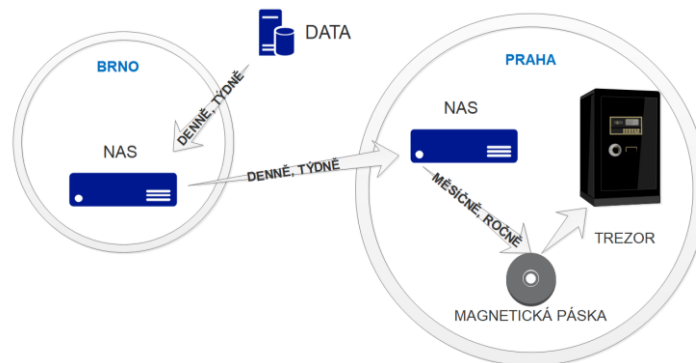 DATA
BRNO
DENNĚ, TÝDNĚ
NAS
DENNĚ, TÝDNĚ
PRAHA
NAS
MĚSÍČNĚ, ROČNĚ
TREZOR
MAGNETICKÁ PÁSKA